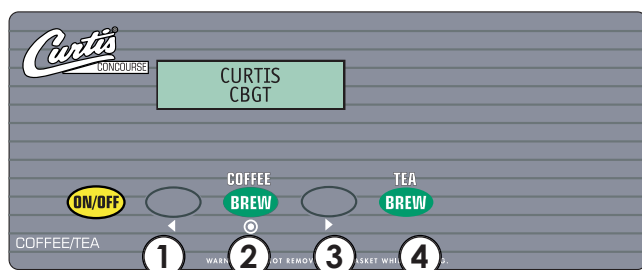 Curtis
CONCOURSE
CURTIS
CBGT
COFFEE
TEA
ON/OFF
BREW
BREW
COFFEE/TEA
1
2
3
4